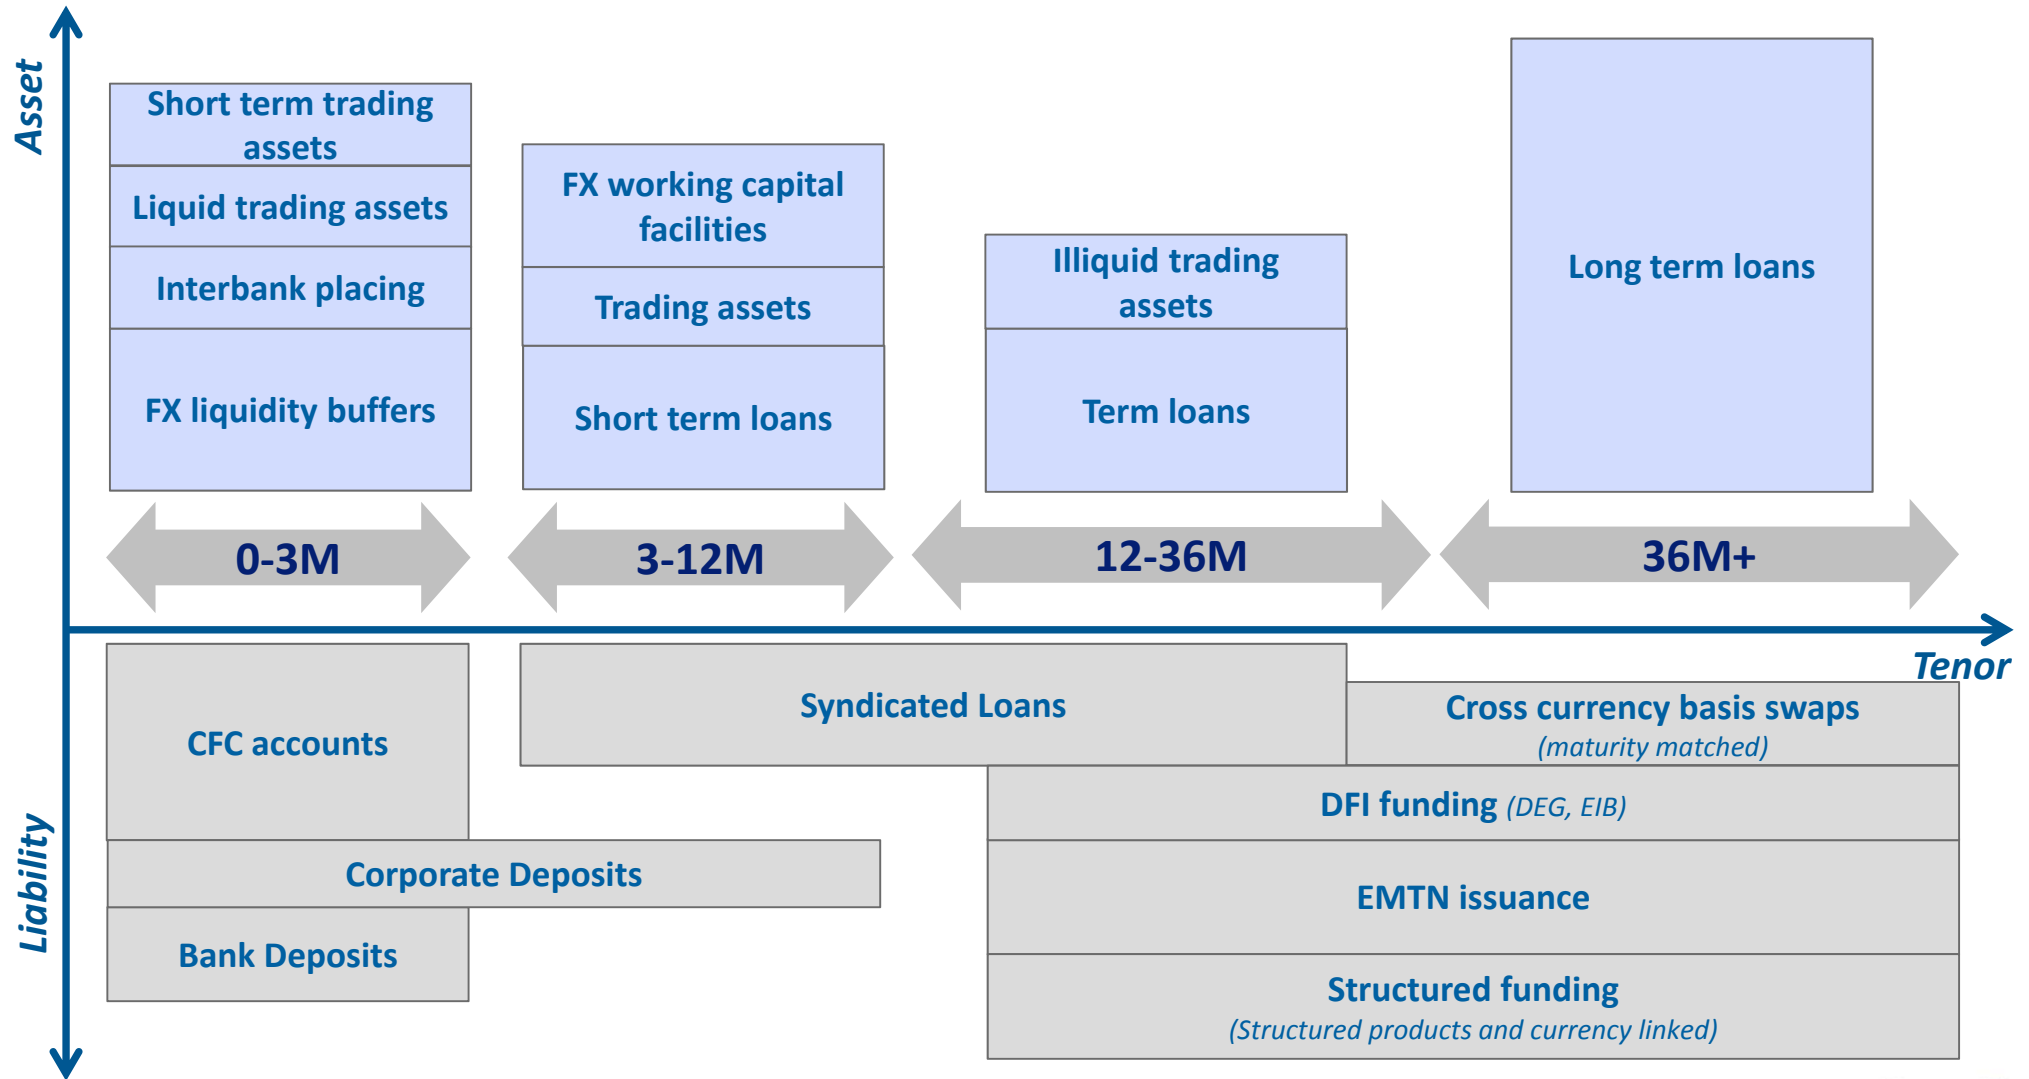 Asset
Short term trading
assets
Liquid trading assets
Interbank placing
FX liquidity buffers
FX working capital
facilities
Trading assets
Short term loans
Illiquid trading
assets
Term loans
Long term loans
0-3M
3-12M
12-36M
36M+
Tenor
Liability
CFC accounts
Corporate Deposits
Bank Deposits
Syndicated Loans
Cross currency basis swaps
(maturity matched)
DFI funding (DEG, EIB)
EMTN issuance
Structured funding
(Structured products and currency linked)